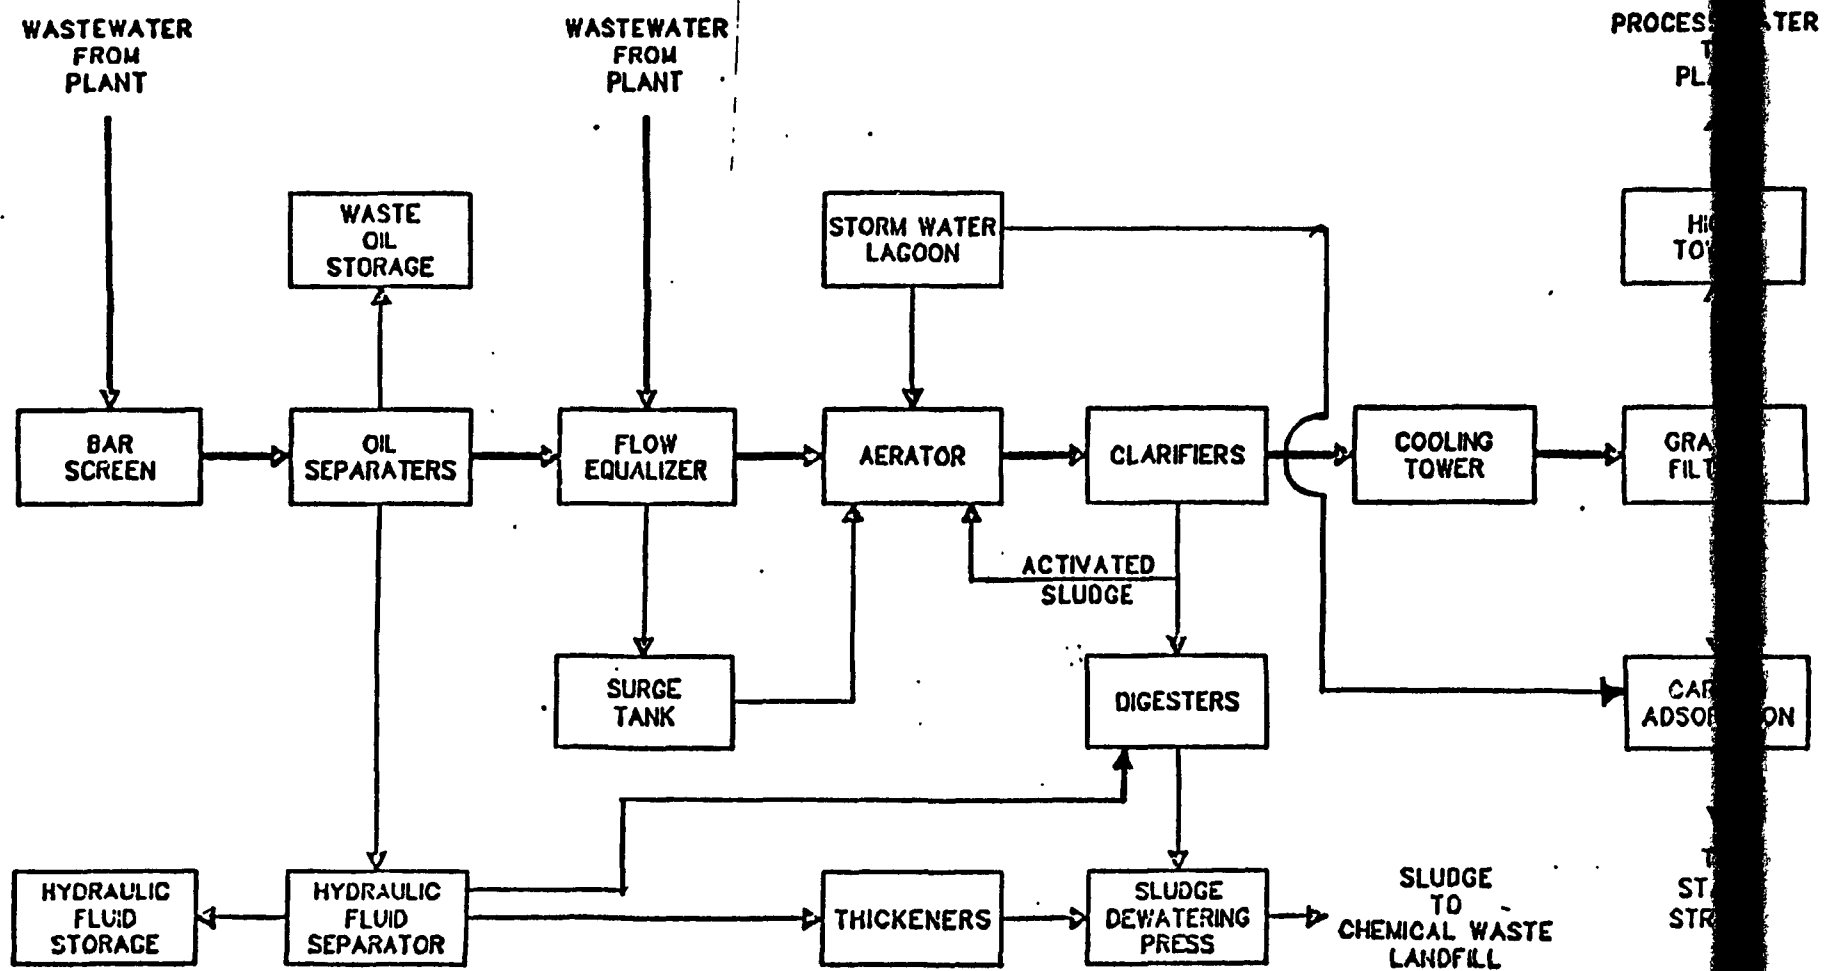 WASTEWATER
FROM
PLANT
WASTEWATER
FROM
PLANT
WASTE
OIL
STORAGE
STORM WATER
LAGOON
BAR
SCREEN
OIL
SEPARATERS
FLOW
EQUALIZER
AERATOR
CLARIFIERS
COOLING
TOWER
ACTIVATED
SLUDGE
SURGE
TANK
DIGESTERS
HYDRAULIC
FLUID
STORAGE
HYDRAULIC
FLUID
SEPARATOR
THICKENERS
SLUDGE
DEWATERING
PRESS
SLUDGE
TO
CHEMICAL WASTE
LANDFILL